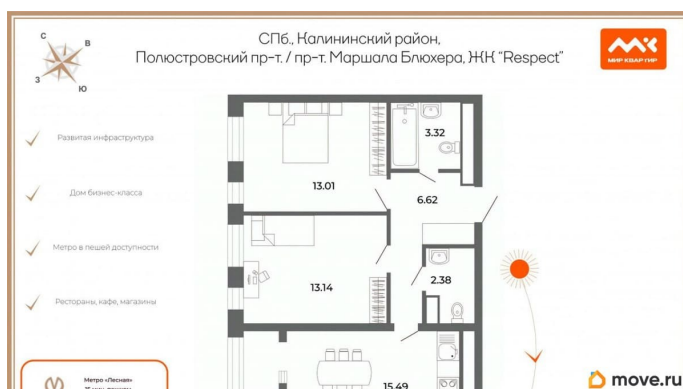 С
В
З
Ю
СПб., Калининский район,
Полюстровский пр-т. / пр-т. Маршала Блюхера, ЖК "Respect"
МИР КВАРТИР
Развитая инфраструктура
Дом бизнес-класса
Метро в пешей доступности
Рестораны, кафе, магазины
13.01
3.32
6.62
13.14
2.38
15.49
Метро «Лесная»
move.ru